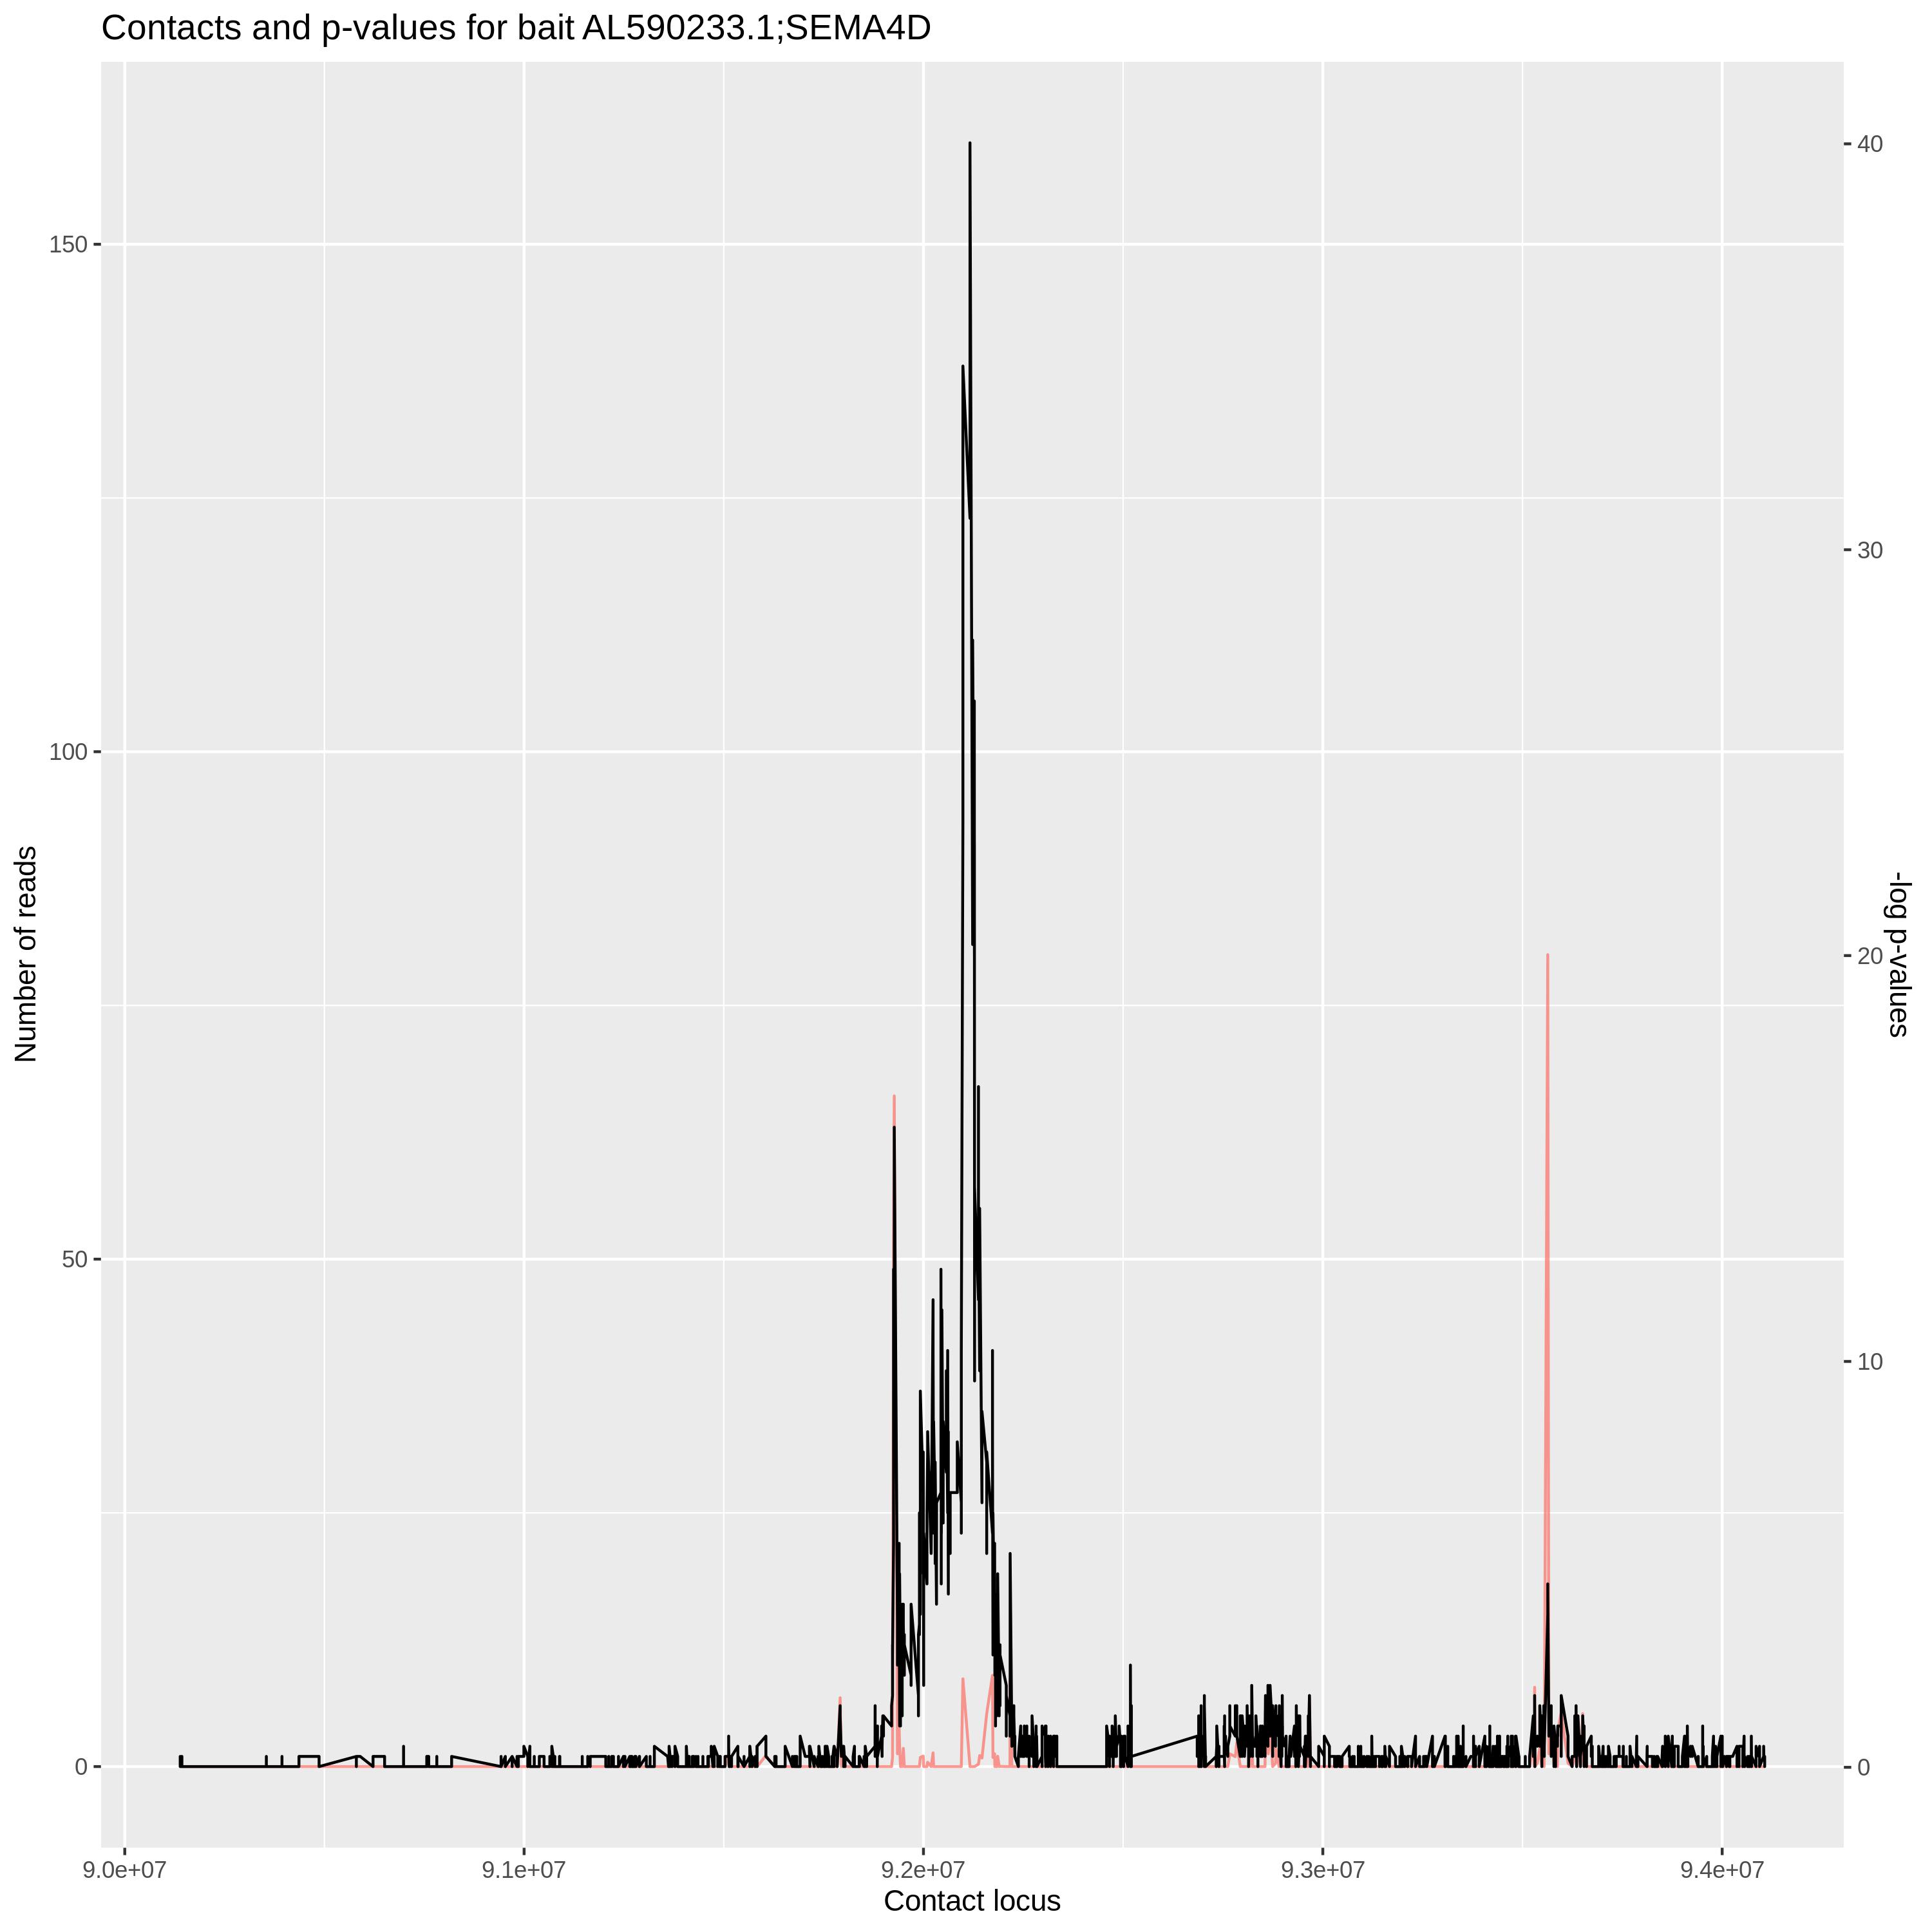 Contacts and p-values for bait AL590233.1;SEMA4D
150
100
50
0
Number of reads
40
30
20
10
0
-log p-values
9.0e+07
9.1e+07
9.2e+07
9.3e+07
9.4e+07
Contact locus